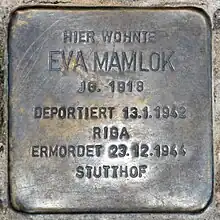 HIER WOHNTE
EVA MAMLOK
JG. 1918
DEPORTIERT 13.1.1942
RIGA
ERMORDET 23.12.1944
STUTTHOF